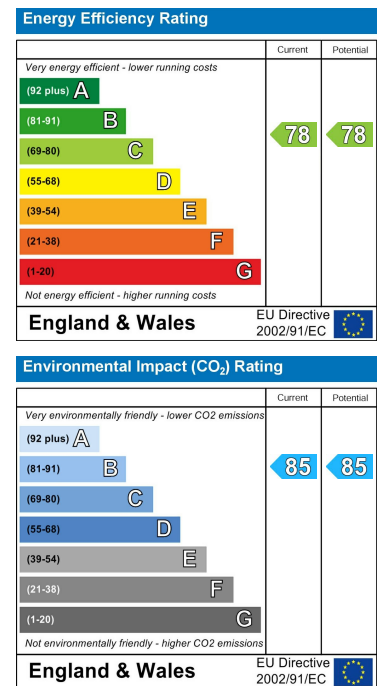 Energy Efficiency Rating
Current Potential
Very energy efficient - lower running costs
(92 plus) A
(81-91) B
(69-80) C
(55-68) D
(39-54) E
(21-38) F
(1-20) G
78 78
Not energy efficient - higher running costs
England & Wales
EU Directive
2002/91/EC
Environmental Impact (CO₂) Rating
Current Potential
Very environmentally friendly - lower CO2 emissions
(92 plus) A
(81-91) B
(69-80) C
(55-68) D
(39-54) E
(21-38) F
(1-20) G
85 85
Not environmentally friendly - higher CO2 emissions
England & Wales
EU Directive
2002/91/EC